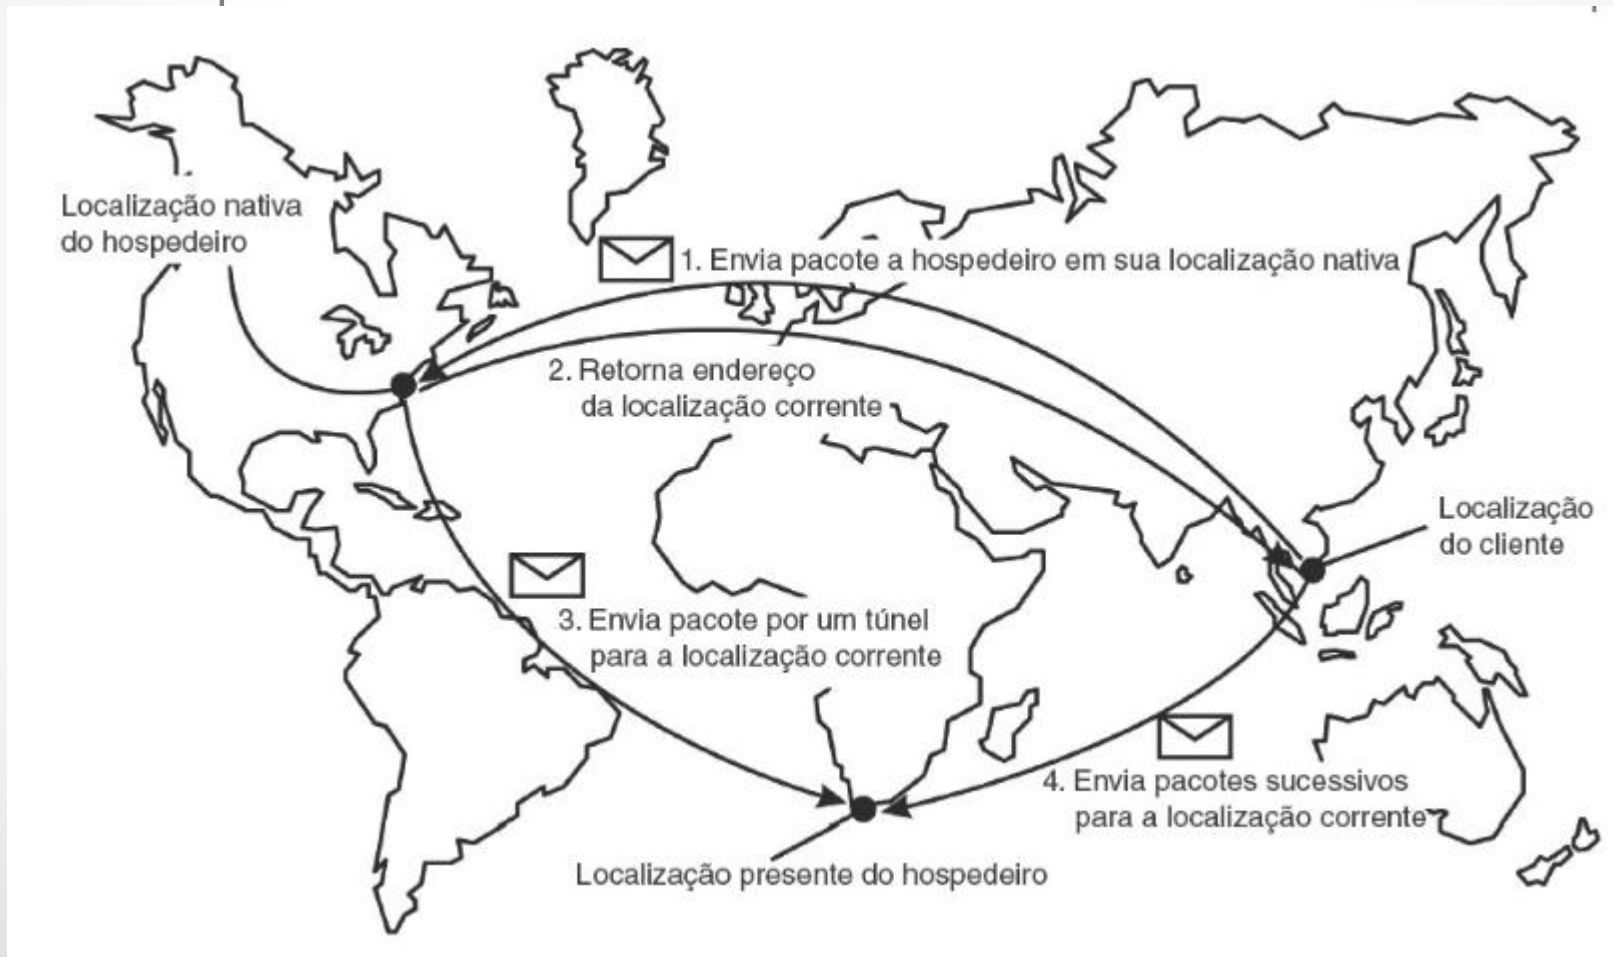 Localização nativa
do hospedeiro
1. Envia pacote a hospedeiro em sua localização nativa
2. Retorna endereço
da localização corrente
Localização
do cliente
3. Envia pacote por um túnel
para a localização corrente
4. Envia pacotes sucessivos
para a localização corrente
Localização presente do hospedeiro